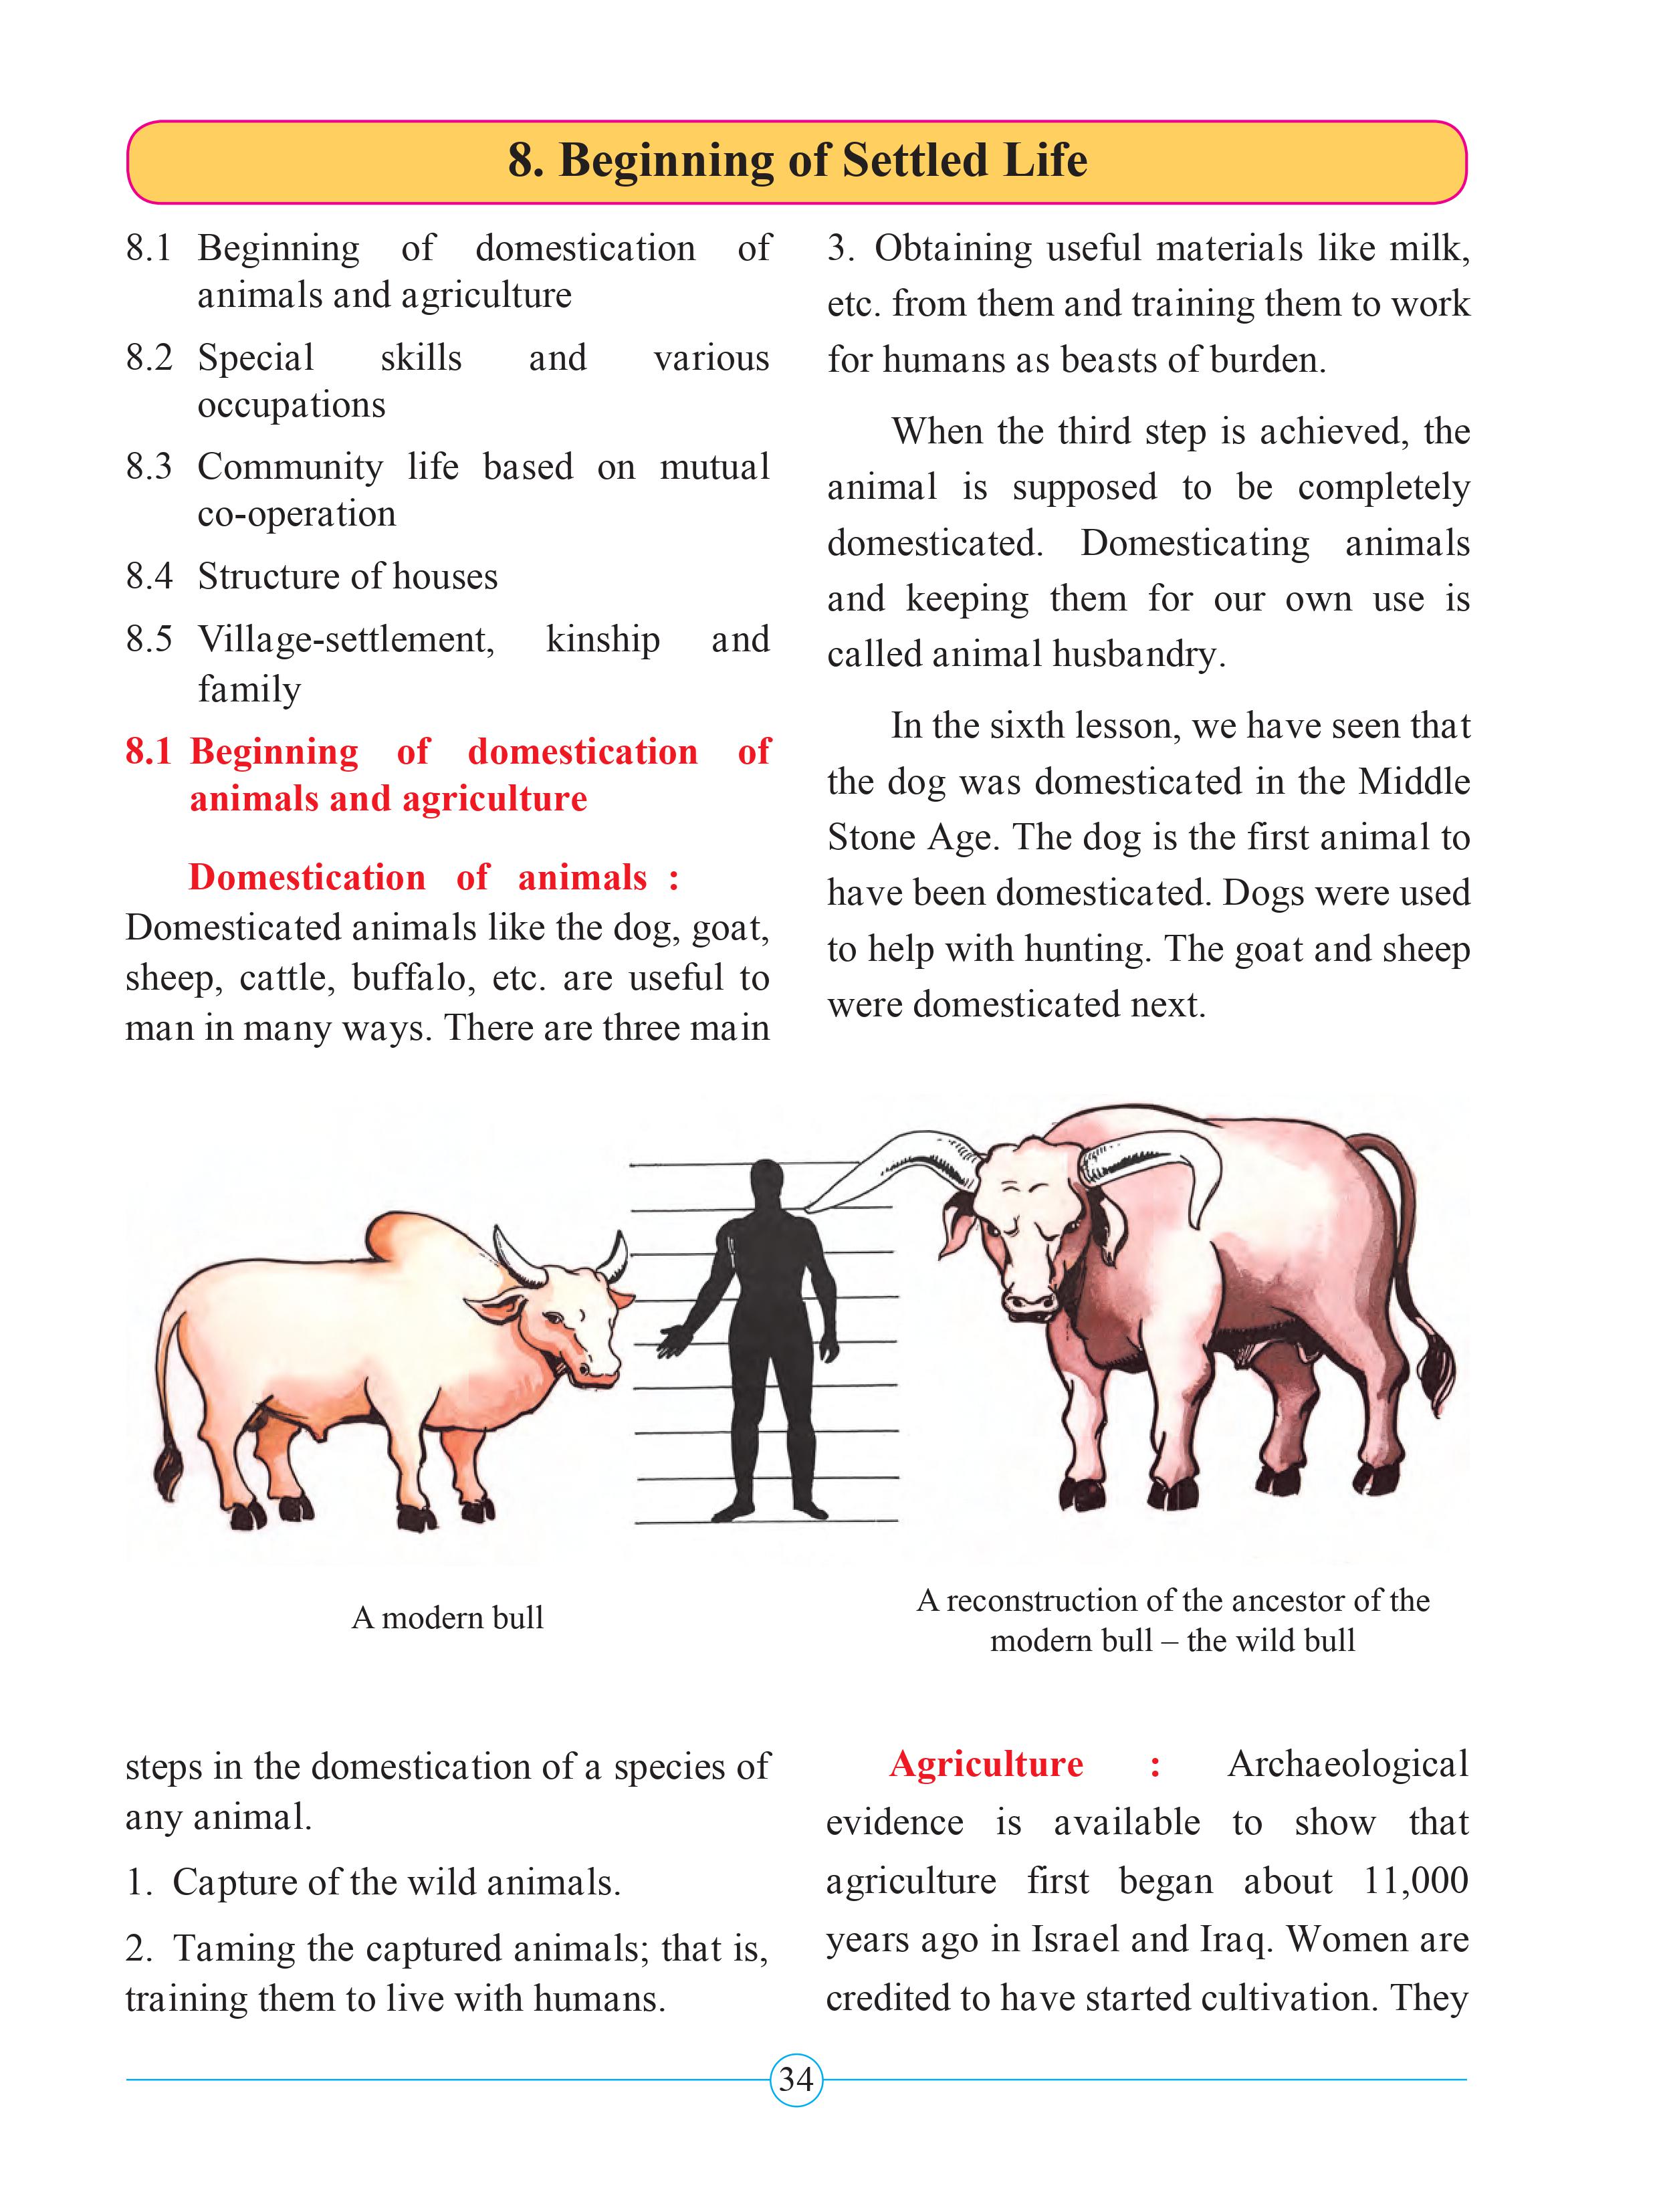 8. Beginning of Settled Life
8.1 Beginning of domestication of
animals and agriculture
8.2 Special skills and various
occupations
8.3 Community life based on mutual
co-operation
8.4 Structure of houses
8.5 Village-settlement, kinship and
family
8.1 Beginning of domestication of
animals and agriculture
Domestication of animals :
Domesticated animals like the dog, goat,
sheep, cattle, buffalo, etc. are useful to
man in many ways. There are three main
steps in the domestication of a species of
any animal.
1. Capture of the wild animals.
2. Taming the captured animals; that is,
training them to live with humans.
3. Obtaining useful materials like milk,
etc. from them and training them to work
for humans as beasts of burden.
When the third step is achieved, the
animal is supposed to be completely
domesticated. Domesticating animals
and keeping them for our own use is
called animal husbandry.
In the sixth lesson, we have seen that
the dog was domesticated in the Middle
Stone Age. The dog is the first animal to
have been domesticated. Dogs were used
to help with hunting. The goat and sheep
were domesticated next.
A modern bull
A reconstruction of the ancestor of the
modern bull – the wild bull
Agriculture : Archaeological
evidence is available to show that
agriculture first began about 11,000
years ago in Israel and Iraq. Women are
credited to have started cultivation. They
34